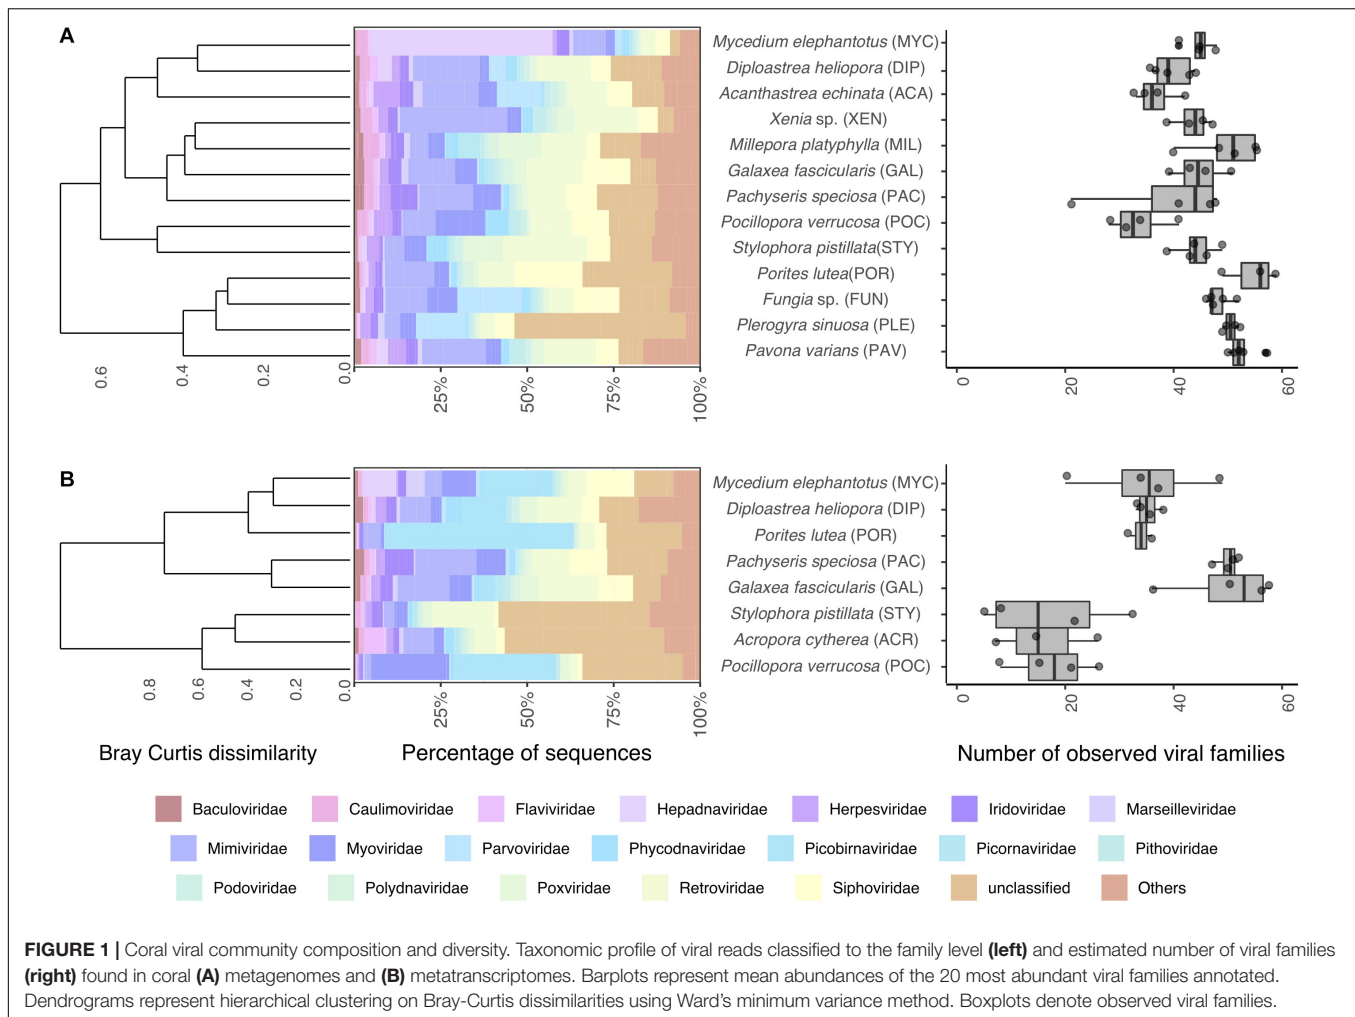 A
Mycedium elephantotus (MYC)
Diploastrea heliopora (DIP)
Acanthastrea echinata (ACA)
Xenia sp. (XEN)
Millepora platyphylla (MIL)
Galaxea fascicularis (GAL)
Pachyseris speciosa (PAC)
Pocillopora verrucosa (POC)
Stylophora pistillata(STY)
Porites lutea(POR)
Fungia sp. (FUN)
Plerogyra sinuosa (PLE)
Pavona varians (PAV)
0.6 0.4 0.2 0.0 25% 50% 75% 100% 0 20 40 60
B
Mycedium elephantotus (MYC)
Diploastrea heliopora (DIP)
Porites lutea (POR)
Pachyseris speciosa (PAC)
Galaxea fascicularis (GAL)
Stylophora pistillata (STY)
Acropora cytherea (ACR)
Pocillopora verrucosa (POC)
0.8 0.6 0.4 0.2 0.0 25% 50% 75% 100% 0 20 40 60
Bray Curtis dissimilarity Percentage of sequences Number of observed viral families
Baculoviridae Caulimoviridae Flaviviridae Hepadnaviridae Herpesviridae Iridoviridae Marseilleviridae
Mimiviridae Myoviridae Parvoviridae Phycodnaviridae Picobirnaviridae Picornaviridae Pithoviridae
Podoviridae Polydnaviridae Poxviridae Retroviridae Siphoviridae unclassified Others
FIGURE 1 | Coral viral community composition and diversity. Taxonomic profile of viral reads classified to the family level (left) and estimated number of viral families
(right) found in coral (A) metagenomes and (B) metatranscriptomes. Barplots represent mean abundances of the 20 most abundant viral families annotated.
Dendrograms represent hierarchical clustering on Bray-Curtis dissimilarities using Ward's minimum variance method. Boxplots denote observed viral families.